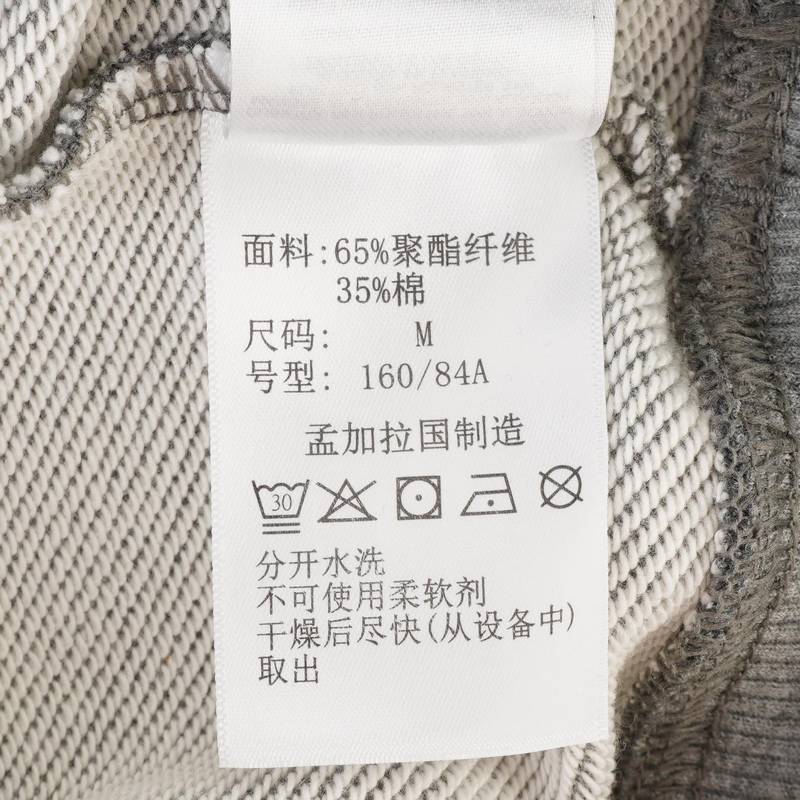 面料:65%聚酯纤维
35%棉
尺码: M
号型: 160/84A
孟加拉国制造
30
分开水洗
不可使用柔软剂
干燥后尽快(从设备中)
取出